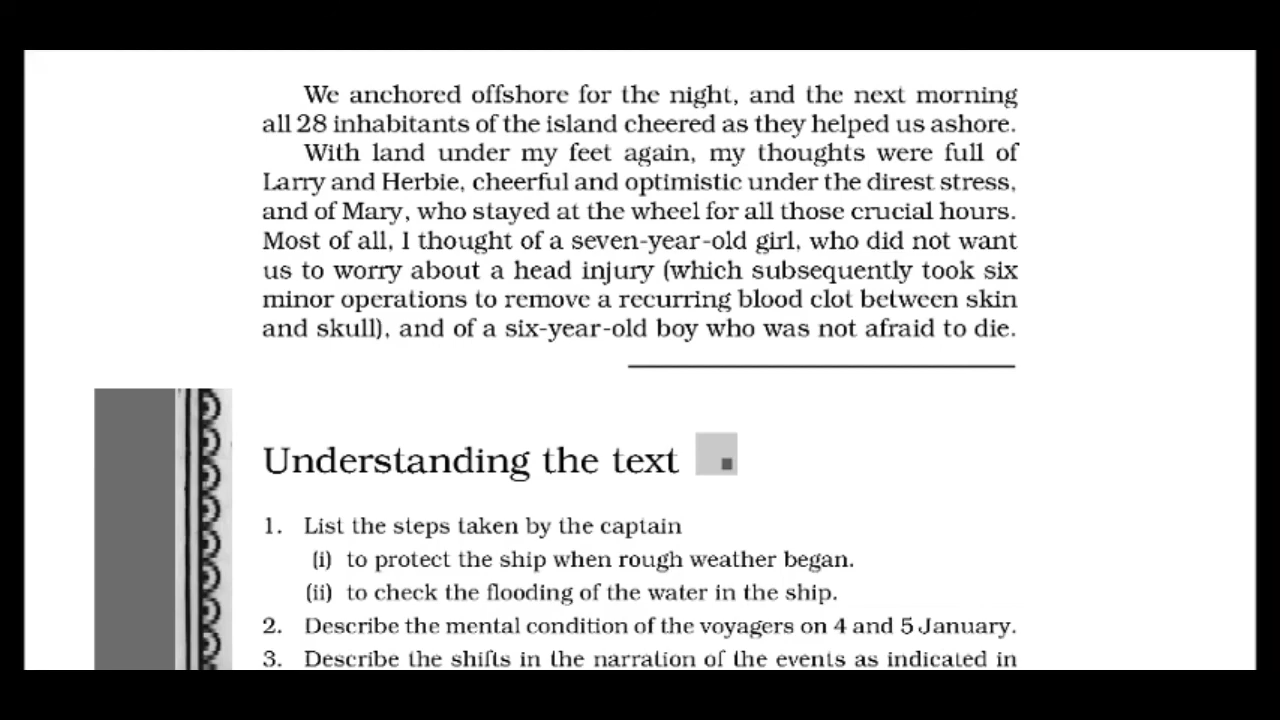 We anchored offshore for the night, and the next morning
all 28 inhabitants of the island cheered as they helped us ashore.
With land under my feet again, my thoughts were full of
Larry and Herbie, cheerful and optimistic under the direst stress,
and of Mary, who stayed at the wheel for all those crucial hours.
Most of all, I thought of a seven-year-old girl, who did not want
us to worry about a head injury (which subsequently took six
minor operations to remove a recurring blood clot between skin
and skull), and of a six-year-old boy who was not afraid to die.
Understanding the text
1. List the steps taken by the captain
(i) to protect the ship when rough weather began.
(ii) to check the flooding of the water in the ship.
2. Describe the mental condition of the voyagers on 4 and 5 January.
3. Describe the shifts in the narration of the events as indicated in